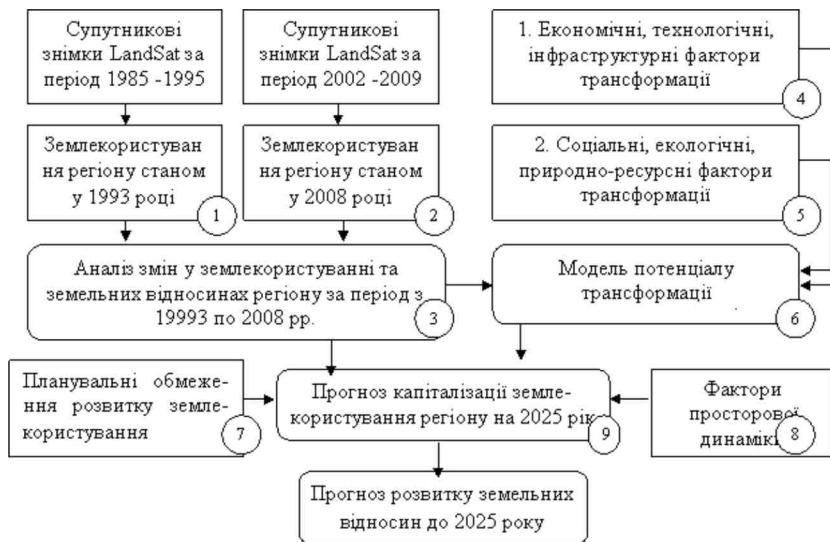 Супутникові
знімки LandSat за
період 1985 -1995
Супутникові
знімки LandSat за
період 2002 -2009
1. Економічні, технологічні,
інфраструктурні фактори
трансформації
4
Землекористуван
ня регіону станом
у 1993 році
1
Землекористуван
ня регіону станом
у 2008 році
2
2. Соціальні, екологічні,
природно-ресурсні фактори
трансформації
5
Аналіз змін у землекористуванні та
земельних відносинах регіону за період з
19993 по 2008 рр.
3
Модель потенціалу
трансформації
6
Планувальні обмеже-
ння розвитку земле-
користування
7
Прогноз капіталізації земле-
користування регіону на 2025 рік
9
Фактори
просторової
динаміки
8
Прогноз розвитку земельних
відносин до 2025 року